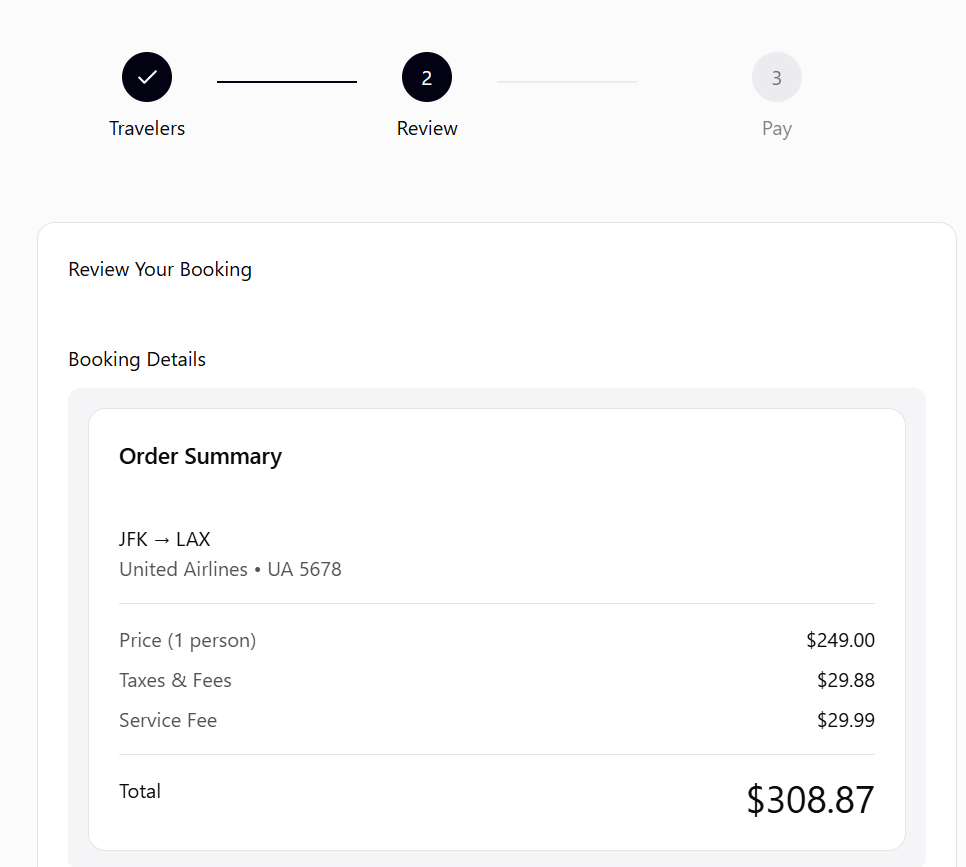 2
3
Travelers
Review
Pay
Review Your Booking
Booking Details
Order Summary
JFK → LAX
United Airlines • UA 5678
Price (1 person) $249.00
Taxes & Fees $29.88
Service Fee $29.99
Total $308.87